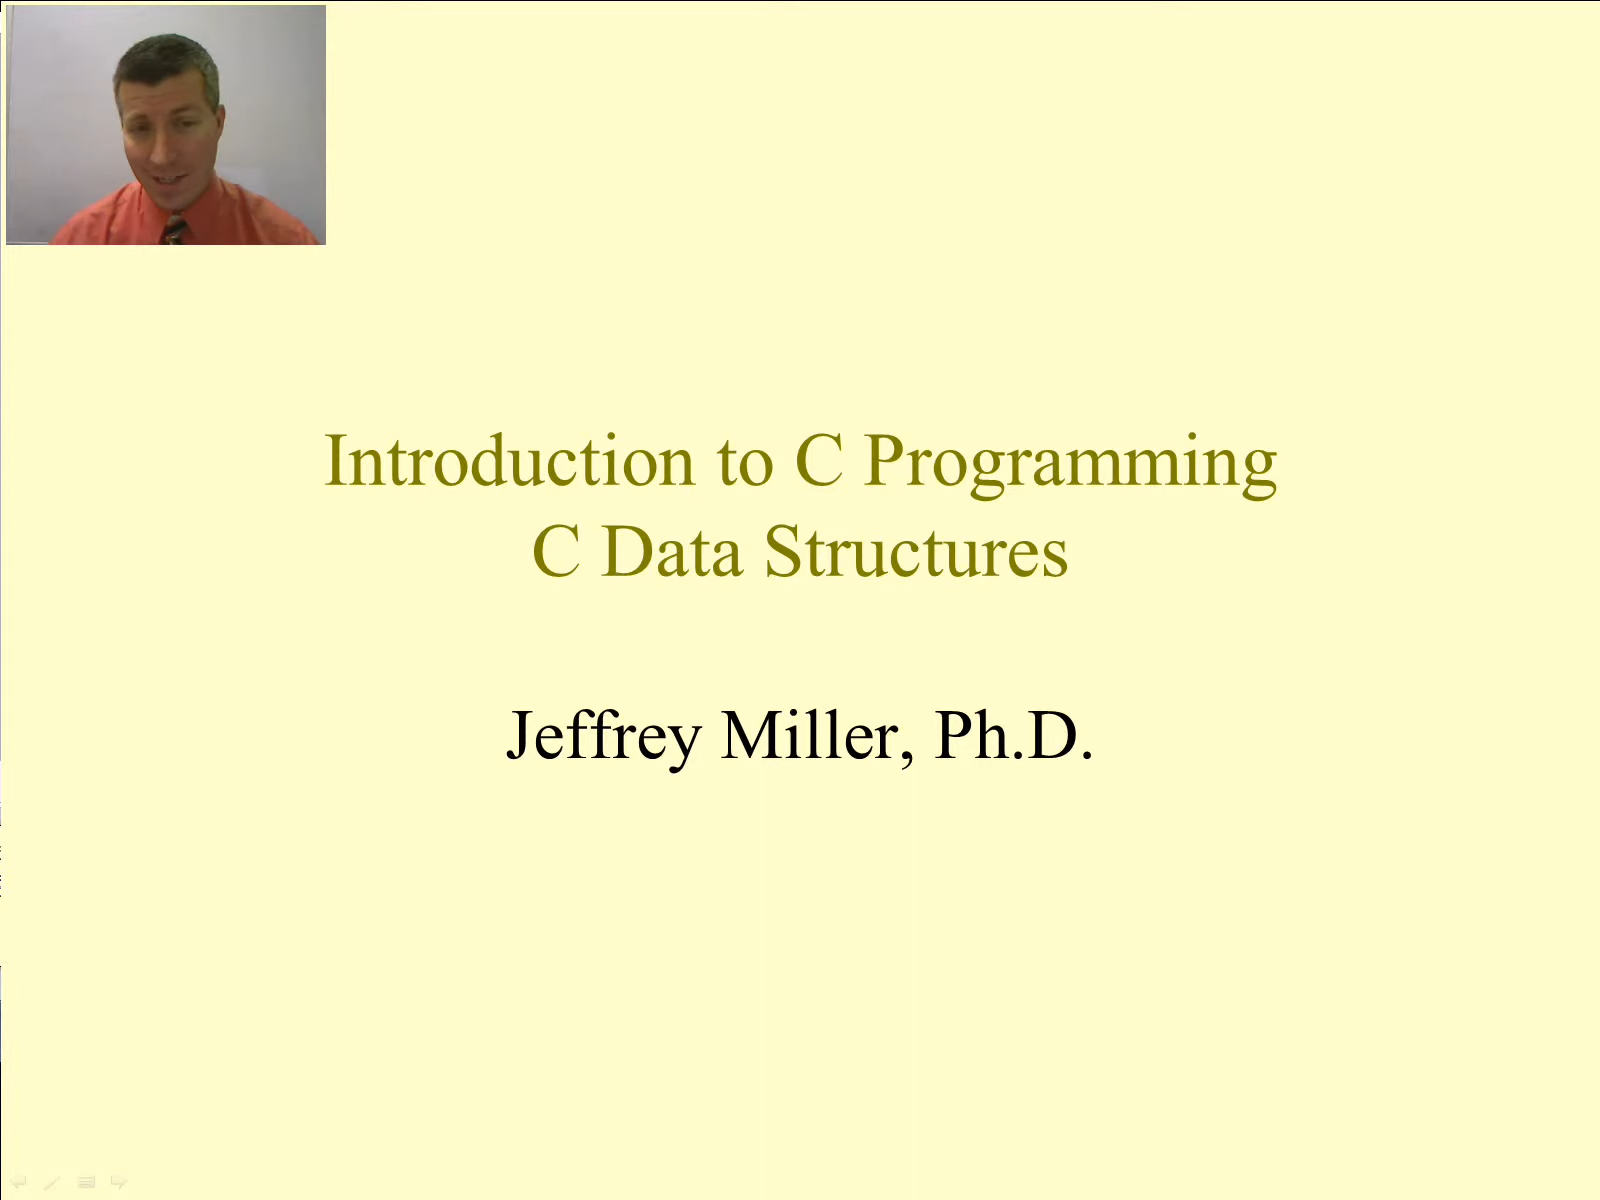 Introduction to C Programming
C Data Structures
Jeffrey Miller, Ph.D.